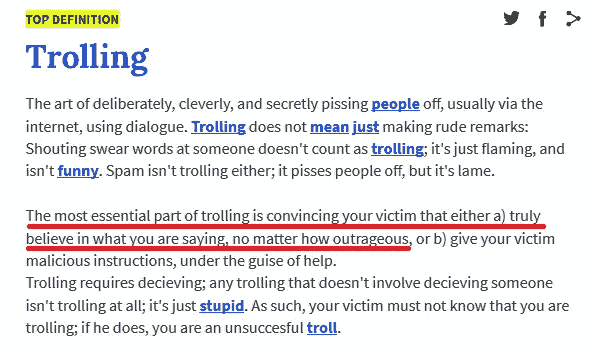 TOP DEFINITION
Trolling
The art of deliberately, cleverly, and secretly pissing people off, usually via the
internet, using dialogue. Trolling does not mean just making rude remarks:
Shouting swear words at someone doesn't count as trolling; it's just flaming, and
isn't funny. Spam isn't trolling either; it pisses people off, but it's lame.
The most essential part of trolling is convincing your victim that either a) truly
believe in what you are saying, no matter how outrageous, or b) give your victim
malicious instructions, under the guise of help.
Trolling requires decieving; any trolling that doesn't involve decieving someone
isn't trolling at all; it's just stupid. As such, your victim must not know that you are
trolling; if he does, you are an unsuccesful troll.